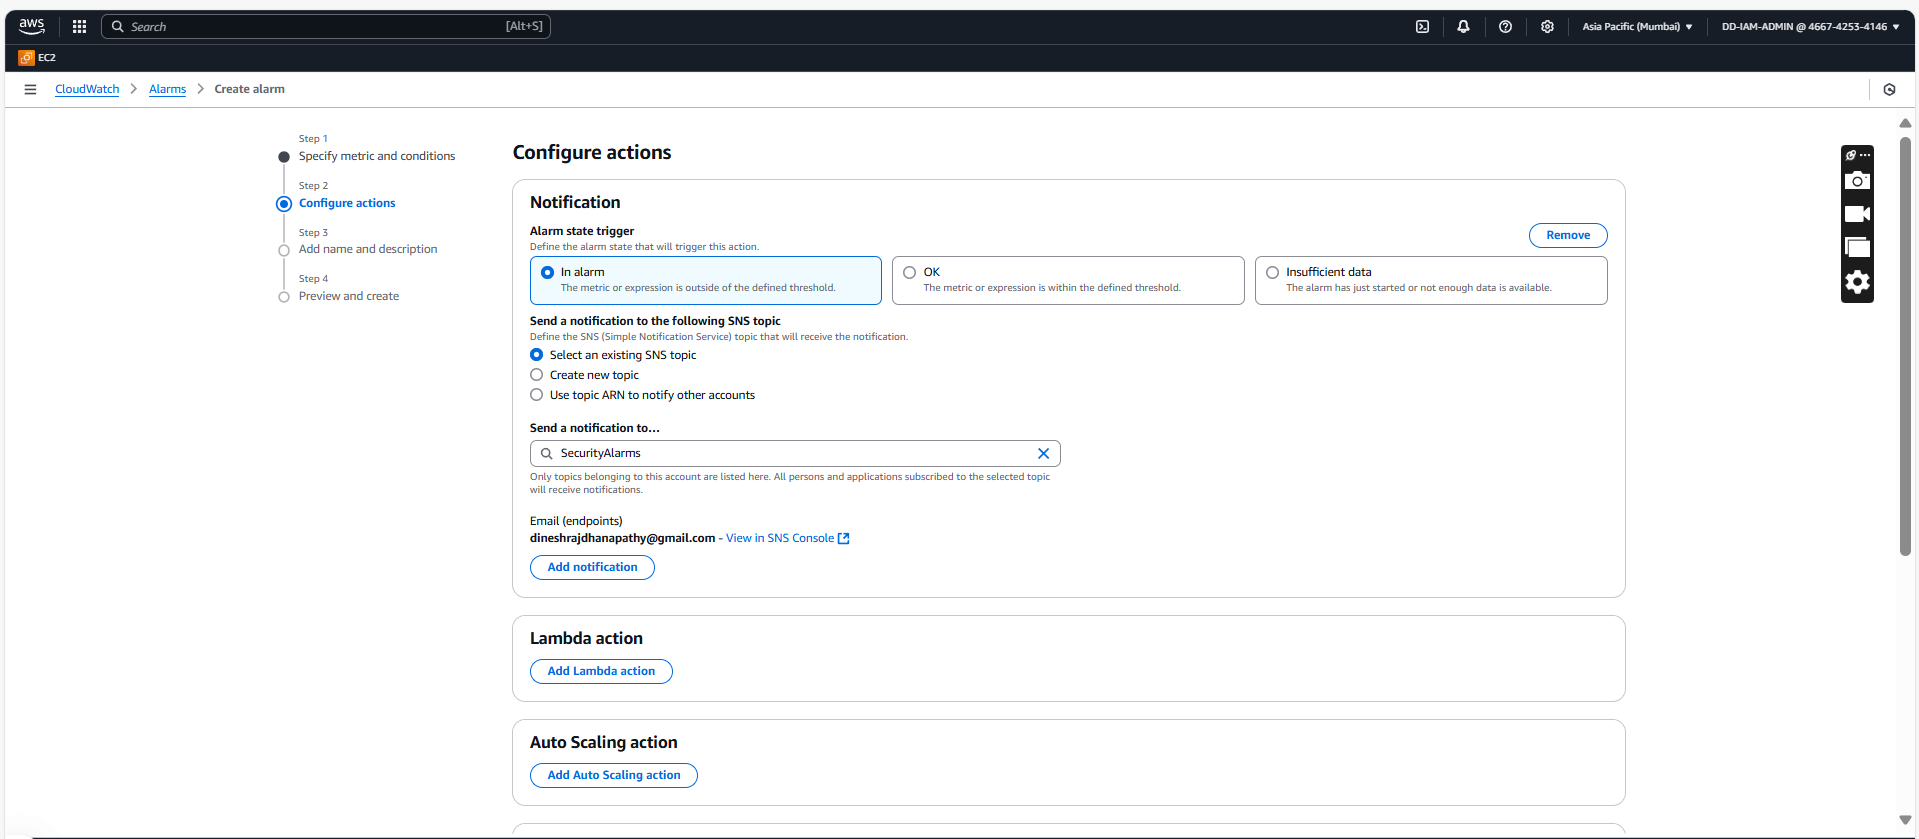 aws
Search
[Alt+S]
Asia Pacific (Mumbai)
DD-IAM-ADMIN @ 4667-4253-4146
EC2
CloudWatch
Alarms
Create alarm
Step 1
Specify metric and conditions
Step 2
Configure actions
Step 3
Add name and description
Step 4
Preview and create
Configure actions
Notification
Alarm state trigger
Define the alarm state that will trigger this action.
Remove
In alarm
The metric or expression is outside of the defined threshold.
OK
The metric or expression is within the defined threshold.
Insufficient data
The alarm has just started or not enough data is available.
Send a notification to the following SNS topic
Define the SNS (Simple Notification Service) topic that will receive the notification.
Select an existing SNS topic
Create new topic
Use topic ARN to notify other accounts
Send a notification to…
SecurityAlarms
Only topics belonging to this account are listed here. All persons and applications subscribed to the selected topic
will receive notifications.
Email (endpoints)
dineshrajdhanapathy@gmail.com - View in SNS Console
Add notification
Lambda action
Add Lambda action
Auto Scaling action
Add Auto Scaling action